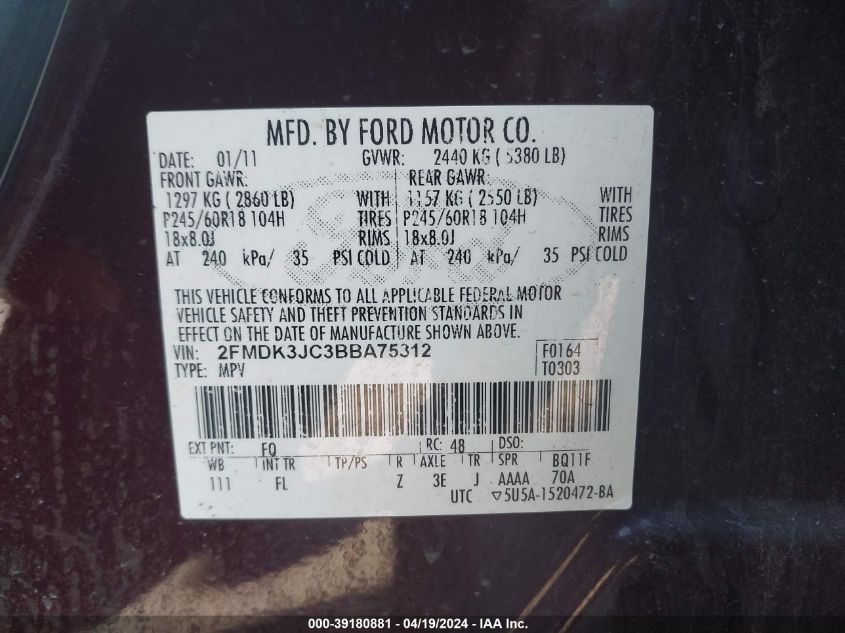 MFD. BY FORD MOTOR CO.
DATE: 01/11 GVWR: 2440 KG ( 5380 LB)
FRONT GAWR: REAR GAWR:
1297 KG ( 2860 LB) WITH 1157 KG ( 2550 LB) WITH
P245/60R18 104H TIRES P245/60R18 104H TIRES
18x8.0J RIMS 18x8.0J RIMS
AT 240 kPa/ 35 PSI COLD AT 240 kPa/ 35 PSI COLD
THIS VEHICLE CONFORMS TO ALL APPLICABLE FEDERAL MOTOR
VEHICLE SAFETY AND THEFT PREVENTION STANDARDS IN
EFFECT ON THE DATE OF MANUFACTURE SHOWN ABOVE.
VIN: 2FMDK3JC3BBA75312 F0164
TYPE: MPV T0303
EXT PNT: FQ RC: 48 DSO:
WB INT TR TP/PS R AXLE TR SPR BQ11F
111 FL Z 3E J AAAA 70A
UTC ▽5U5A-1520472-BA
000-39180881 - 04/19/2024 - IAA Inc.